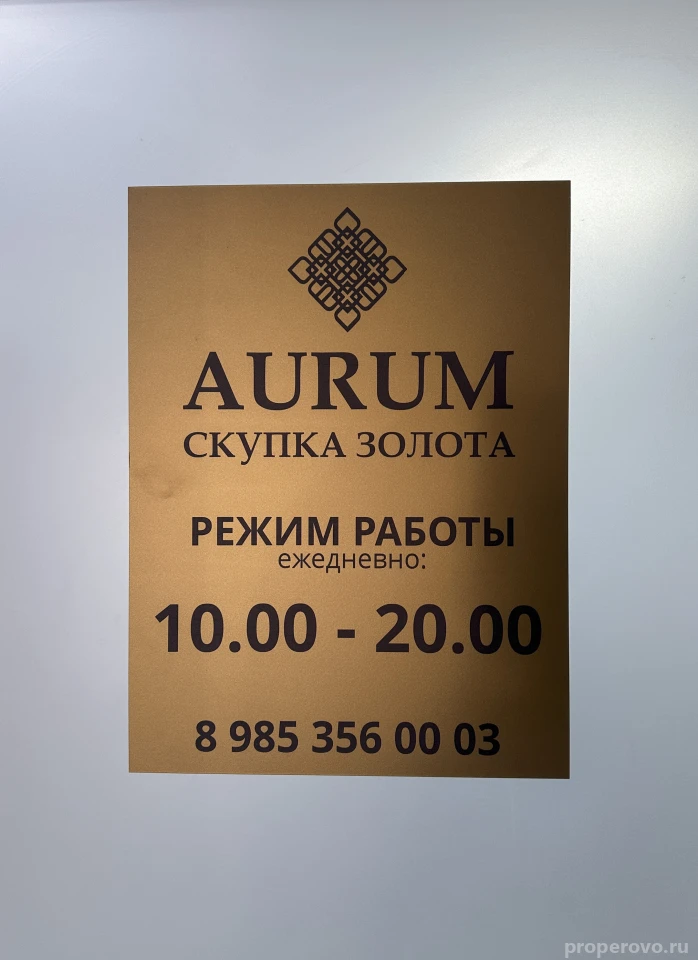 AURUM
СКУПКА ЗОЛОТА
РЕЖИМ РАБОТЫ
ежедневно:
10.00 - 20.00
8 985 356 00 03
properovo.ru